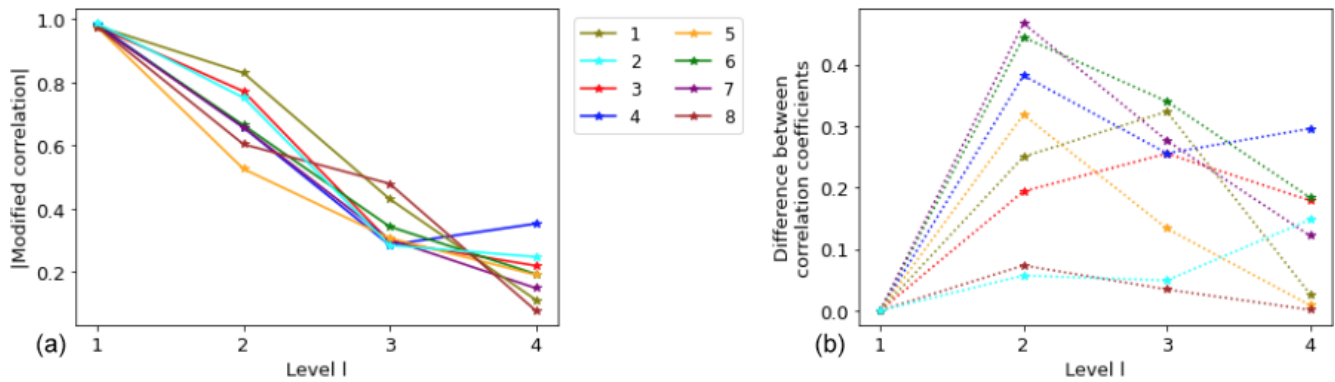 |Modified correlation|
1.0
0.8
0.6
0.4
0.2
1 2 3 4
Level l
(a)
1 5
2 6
3 7
4 8
Difference between
correlation coefficients
0.4
0.3
0.2
0.1
0.0
1 2 3 4
Level l
(b)